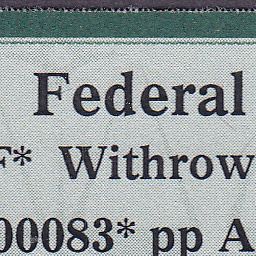 Federal
F* Withrow
00083* pp A